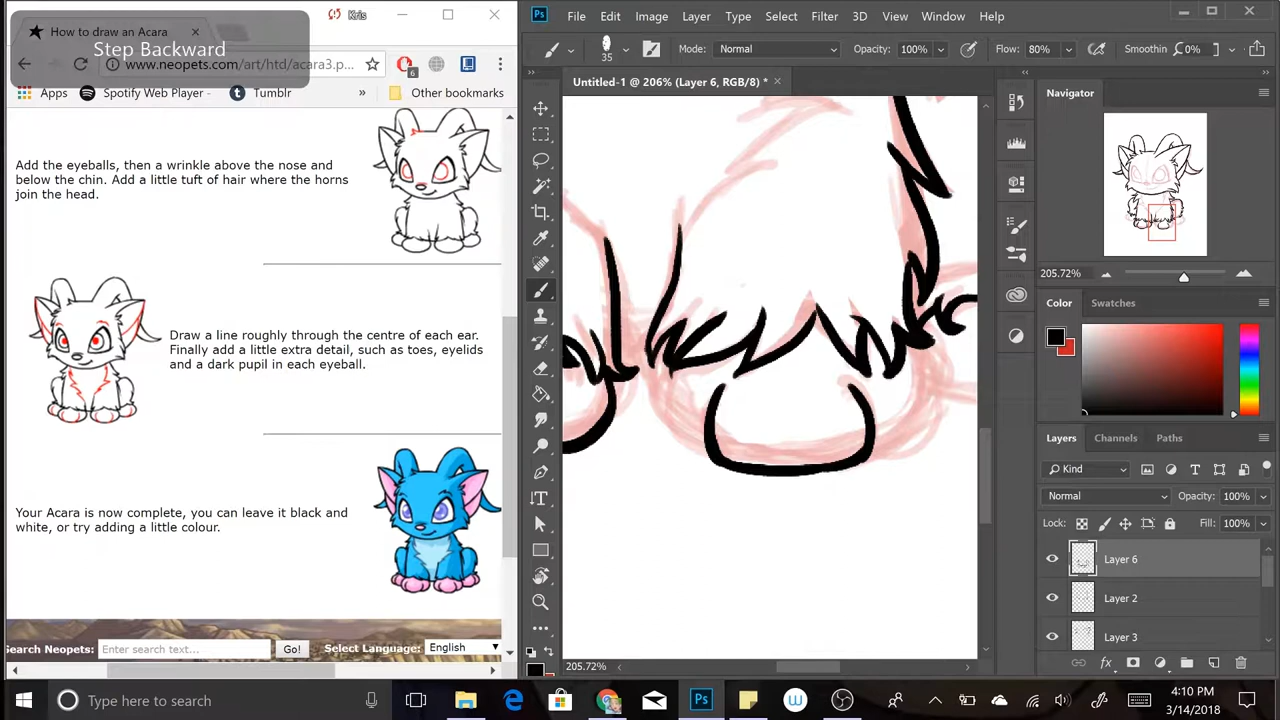 How to draw an Acara
Kris
Step Backward
www.neopets.com/art/htd/acara3.p...
6
Apps
Spotify Web Player -
Tumblr
»
Other bookmarks
Add the eyeballs, then a wrinkle above the nose and
below the chin. Add a little tuft of hair where the horns
join the head.
Draw a line roughly through the centre of each ear.
Finally add a little extra detail, such as toes, eyelids
and a dark pupil in each eyeball.
Your Acara is now complete, you can leave it black and
white, or try adding a little colour.
Search Neopets:
Enter search text...
Go!
Select Language:
English
Ps
File Edit Image Layer Type Select Filter 3D View Window Help
35
Mode: Normal
Opacity: 100%
Flow: 80%
Smoothin 0%
Untitled-1 @ 206% (Layer 6, RGB/8) *
205.72%
Navigator
205.72%
Color Swatches
Layers Channels Paths
Kind
Normal
Opacity: 100%
Lock:
Fill: 100%
Layer 6
Layer 2
Layer 3
fx
Type here to search
Ps
4:10 PM
3/14/2018